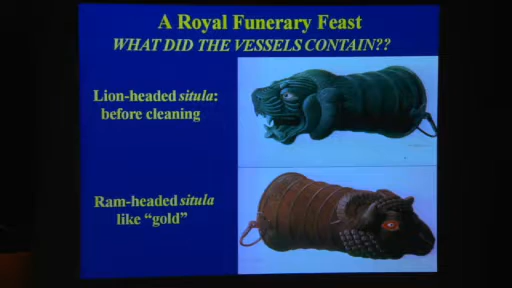 A Royal Funerary Feast
WHAT DID THE VESSELS CONTAIN??
Lion-headed situla:
before cleaning
Ram-headed situla
like “gold”